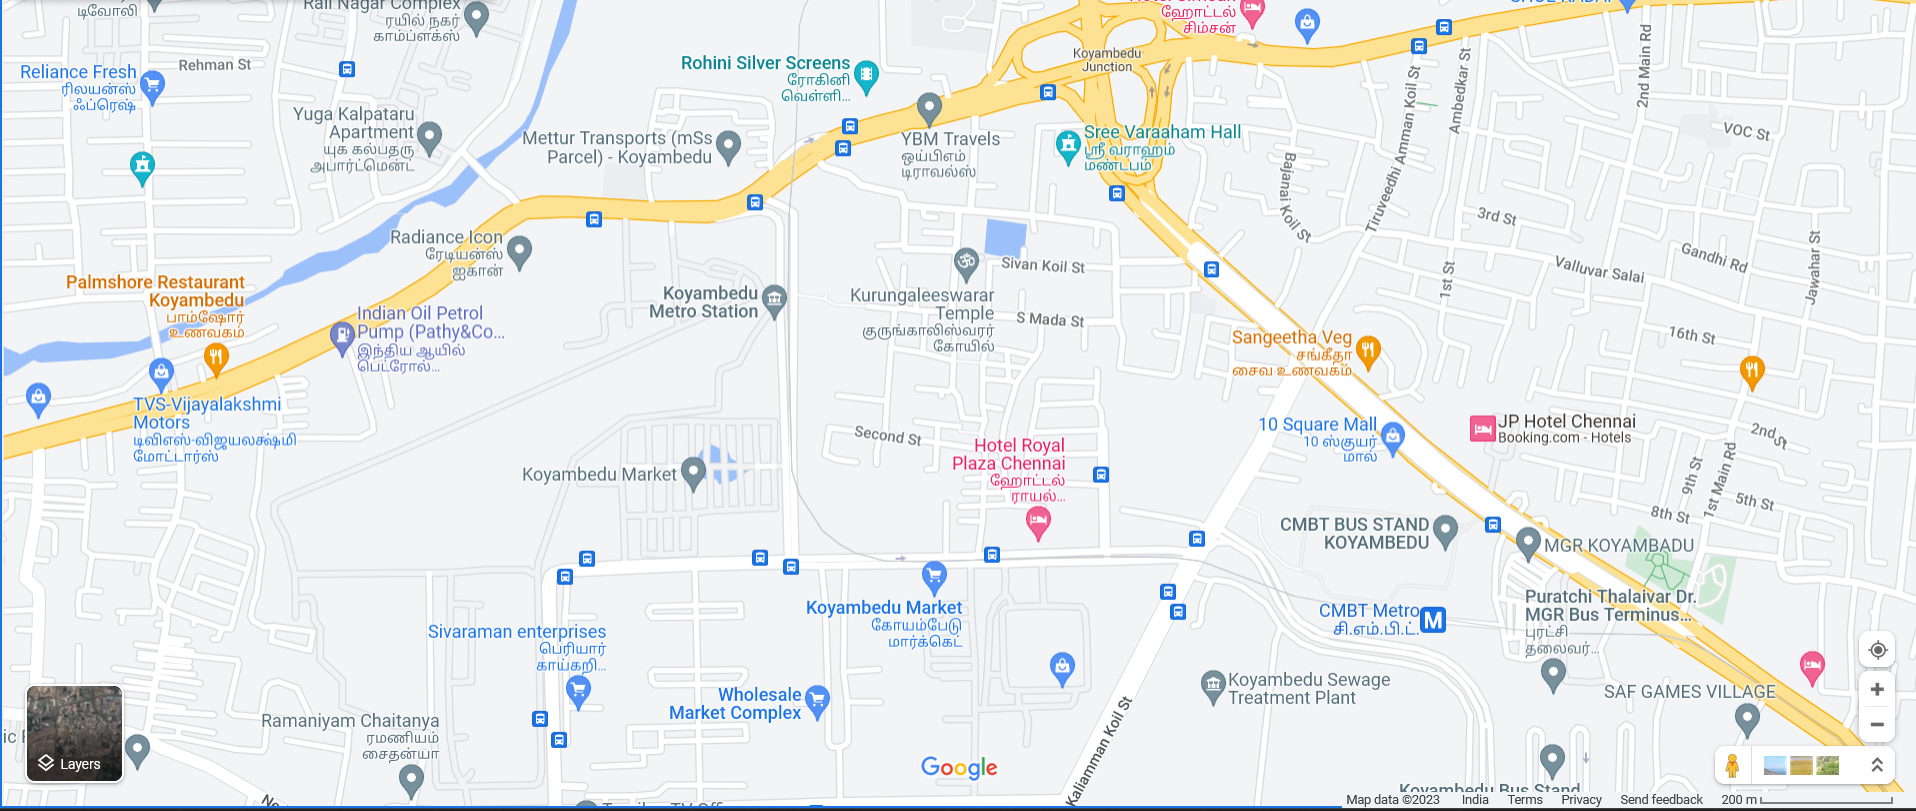 டிவோலி
Rail Nagar Complex
ரயில் நகர்
காம்ப்ளக்ஸ்
Rehman St
Reliance Fresh
ரிலயன்ஸ்
ஃப்ரெஷ்
Yuga Kalpataru
Apartment
யுக கல்பதரு
அபார்ட்மென்ட்
Rohini Silver Screens
ரோகினி
வெள்ளி...
Mettur Transports (mSs
Parcel) - Koyambedu
YBM Travels
ஒய்பிஎம்
டிராவல்ஸ்
ஹோட்டல்
சிம்சன்
Koyambedu
Junction
Sree Varaaham Hall
ஸ்ரீ வராஹம்
மண்டபம்
Bajanai Koil St
Tiruveedhi Amman Koil St
Ambedkar St
2nd Main Rd
VOC St
3rd St
Gandhi Rd
Valluvar Salai
Jawahar St
1st St
16th St
Radiance Icon
ரேடியன்ஸ்
ஐகான்
Palmshore Restaurant
Koyambedu
பாம்ஷோர்
உணவகம்
Indian Oil Petrol
Pump (Pathy&Co...
இந்திய ஆயில்
பெட்ரோல்...
Koyambedu
Metro Station
Kurungaleeswarar
Temple
குருங்காலிஸ்வரர்
கோயில்
Sivan Koil St
S Mada St
Sangeetha Veg
சங்கீதா
சைவ உணவகம்
TVS-Vijayalakshmi
Motors
டிவிஎஸ்-விஜயலக்ஷ்மி
மோட்டார்ஸ்
Second St
Koyambedu Market
Hotel Royal
Plaza Chennai
ஹோட்டல்
ராயல்...
10 Square Mall
10 ஸ்குயர்
மால்
JP Hotel Chennai
Booking.com - Hotels
2nd St
9th St
1st Main Rd
5th St
8th St
CMBT BUS STAND
KOYAMBEDU
MGR KOYAMBADU
Puratchi Thalaivar Dr.
MGR Bus Terminus...
புரட்சி
தலைவர்...
CMBT Metro
சி.எம்.பி.ட்.
Koyambedu Market
கோயம்பேடு
மார்க்கெட்
Sivaraman enterprises
பெரியார்
காய்கறி...
Wholesale
Market Complex
Koyambedu Sewage
Treatment Plant
SAF GAMES VILLAGE
Kaliamman Koil St
Ramaniyam Chaitanya
ரமணியம்
சைதன்யா
Layers
Google
Koyambedu Bus Stand
Map data ©2023
India
Terms
Privacy
Send feedback
200 m